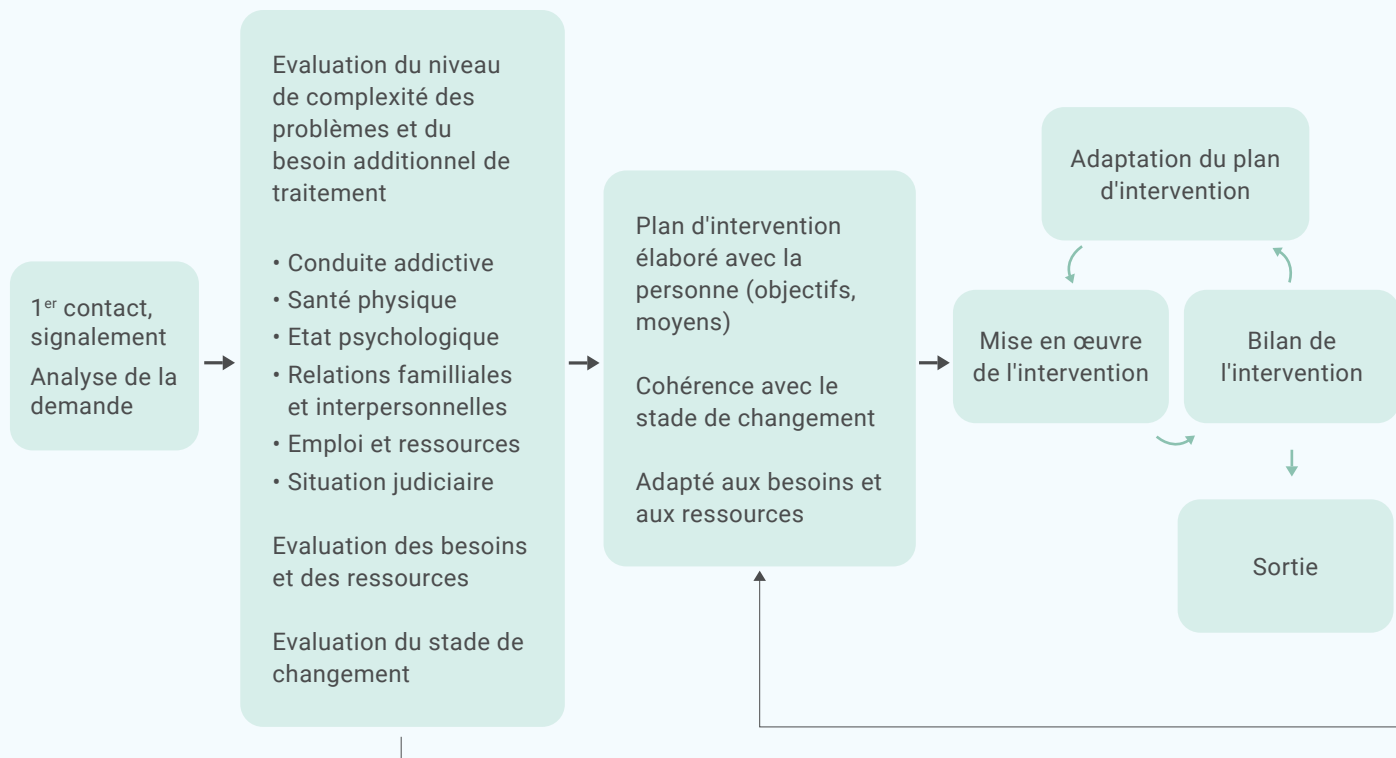 1er contact,
signalement
Analyse de la
demande
Evaluation du niveau
de complexité des
problèmes et du
besoin additionnel de
traitement
• Conduite addictive
• Santé physique
• Etat psychologique
• Relations familliales
et interpersonnelles
• Emploi et ressources
• Situation judiciaire
Evaluation des besoins
et des ressources
Evaluation du stade de
changement
Plan d'intervention
élaboré avec la
personne (objectifs,
moyens)
Cohérence avec le
stade de changement
Adapté aux besoins et
aux ressources
Adaptation du plan
d'intervention
Mise en œuvre
de l'intervention
Bilan de
l'intervention
Sortie